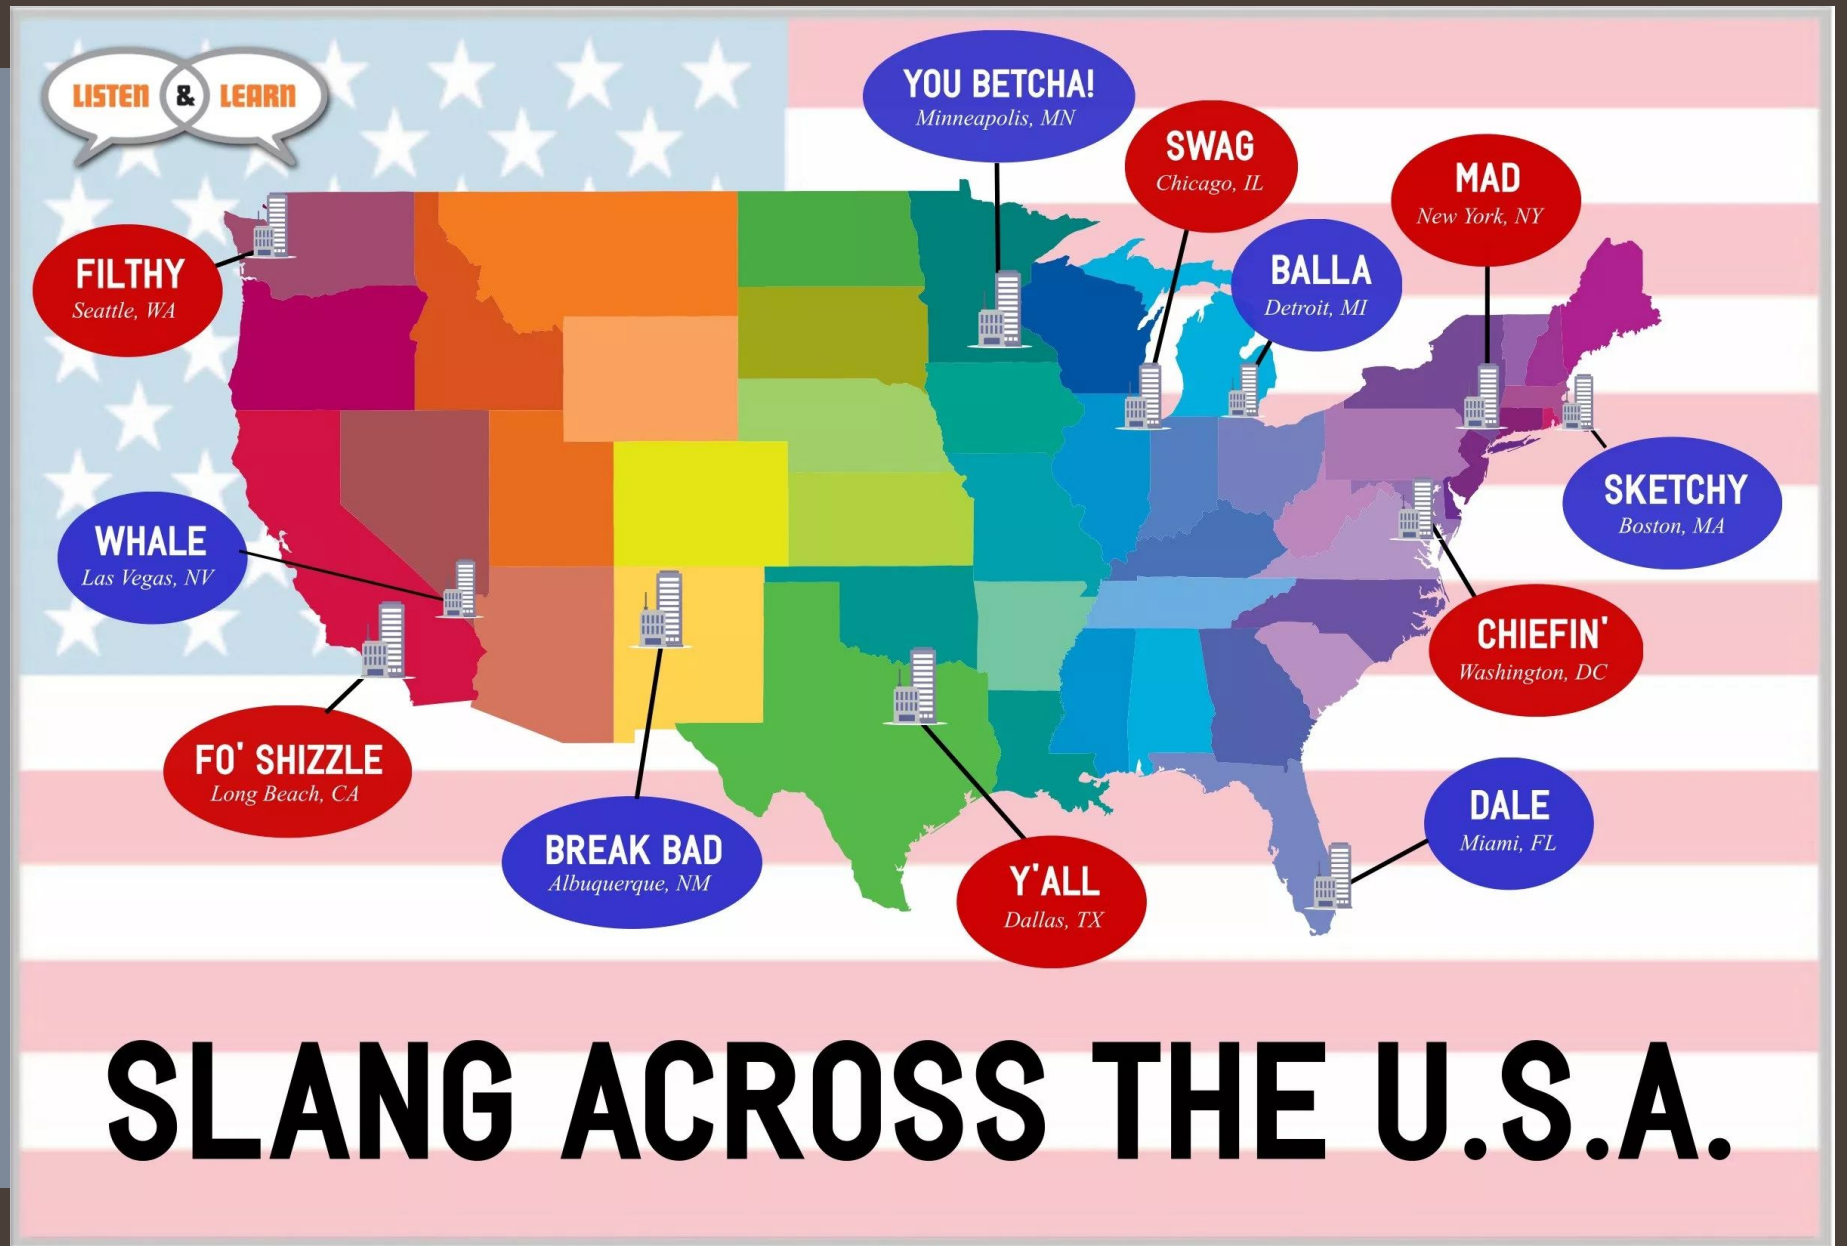 LISTEN & LEARN
YOU BETCHA!
Minneapolis, MN
SWAG
Chicago, IL
MAD
New York, NY
FILTHY
Seattle, WA
BALLA
Detroit, MI
SKETCHY
Boston, MA
WHALE
Las Vegas, NV
CHIEFIN'
Washington, DC
FO' SHIZZLE
Long Beach, CA
BREAK BAD
Albuquerque, NM
Y'ALL
Dallas, TX
DALE
Miami, FL
SLANG ACROSS THE U.S.A.